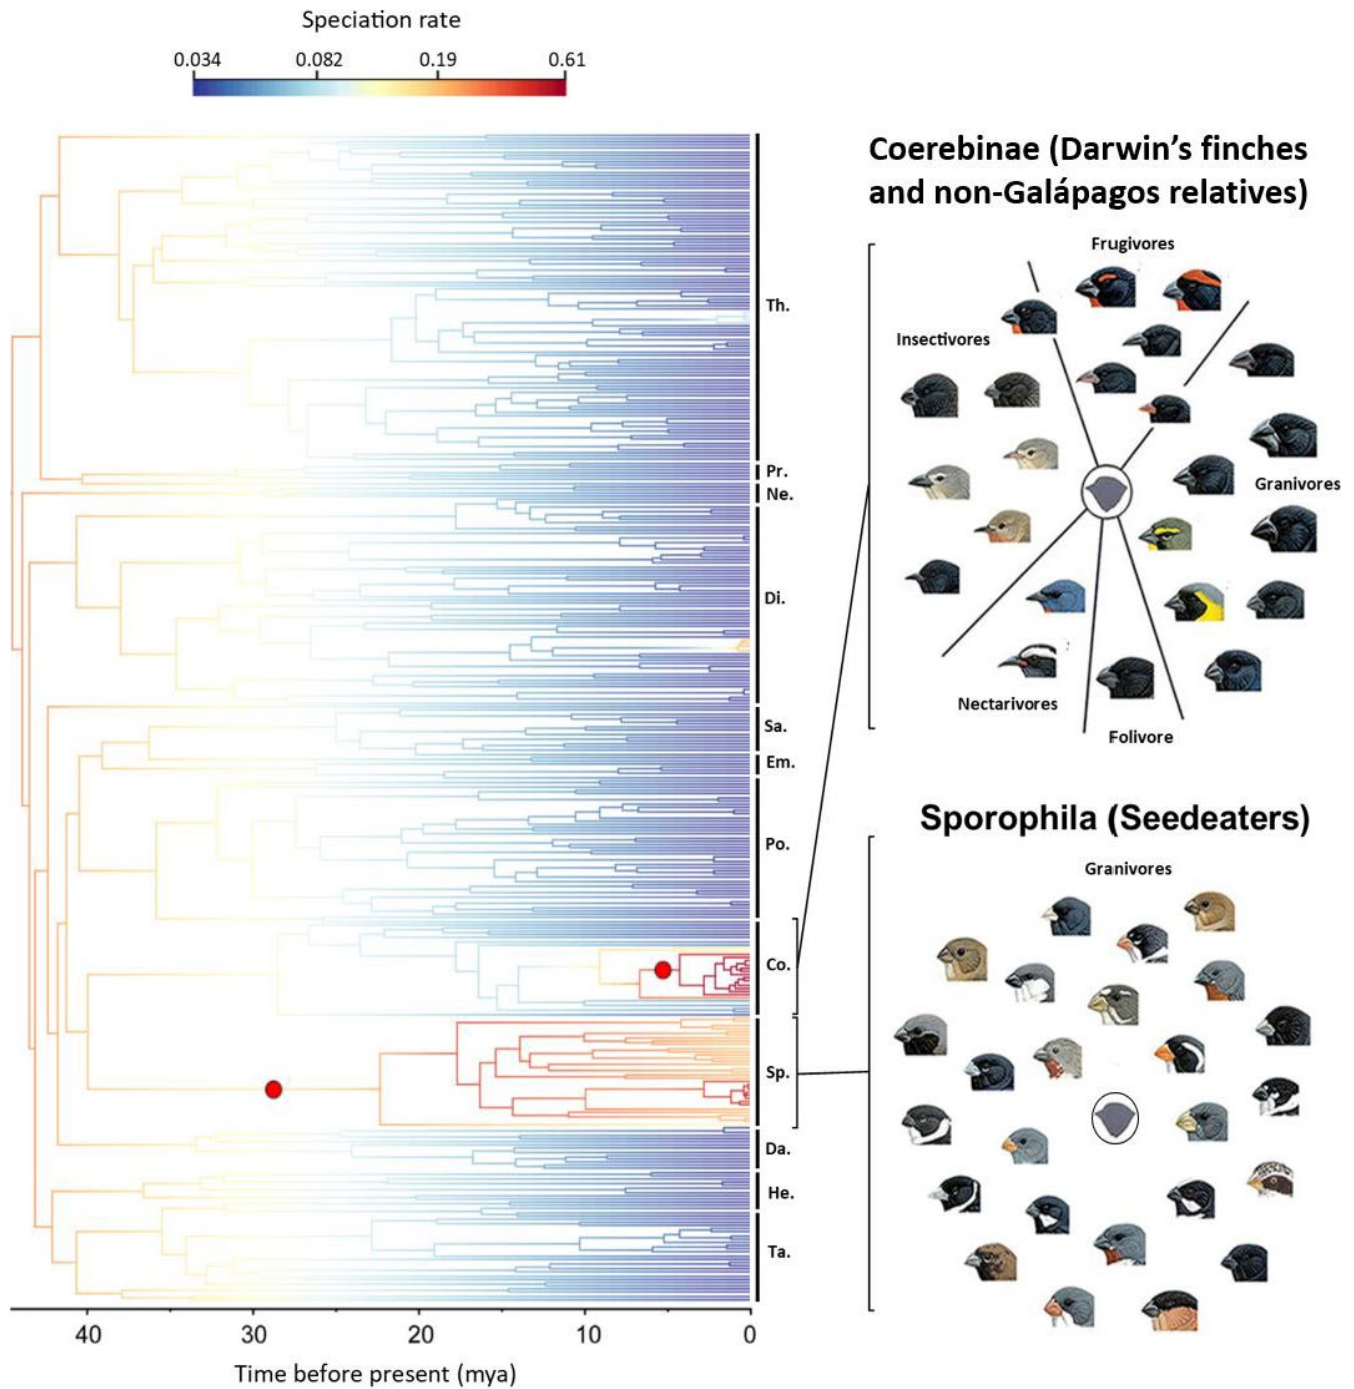 Speciation rate
0.034 0.082 0.19 0.61
Th.
Pr.
Ne.
Di.
Sa.
Em.
Po.
Co.
Sp.
Da.
He.
Ta.
40 30 20 10 0
Time before present (mya)
Coerebinae (Darwin’s finches
and non-Galápagos relatives)
Frugivores
Insectivores
Granivores
Nectarivores
Folivore
Sporophila (Seedeaters)
Granivores